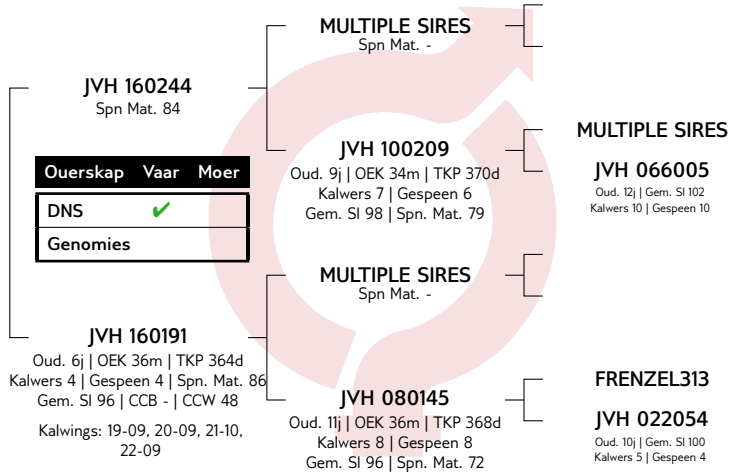 MULTIPLE SIRES
Spn Mat. -
JVH 160244
Spn Mat. 84
MULTIPLE SIRES
JVH 100209
Oud. 9j | OEK 34m | TKP 370d
Kalwers 7 | Gespeen 6
Gem. SI 98 | Spn. Mat. 79
JVH 066005
Oud. 12j | Gem. SI 102
Kalwers 10 | Gespeen 10
Ouerskap Vaar Moer
DNS ✔
Genomies
MULTIPLE SIRES
Spn Mat. -
JVH 160191
Oud. 6j | OEK 36m | TKP 364d
Kalwers 4 | Gespeen 4 | Spn. Mat. 86
Gem. SI 96 | CCB - | CCW 48
Kalwings: 19-09, 20-09, 21-10,
22-09
FRENZEL313
JVH 080145
Oud. 11j | OEK 36m | TKP 368d
Kalwers 8 | Gespeen 8
Gem. SI 96 | Spn. Mat. 72
JVH 022054
Oud. 10j | Gem. SI 100
Kalwers 5 | Gespeen 4